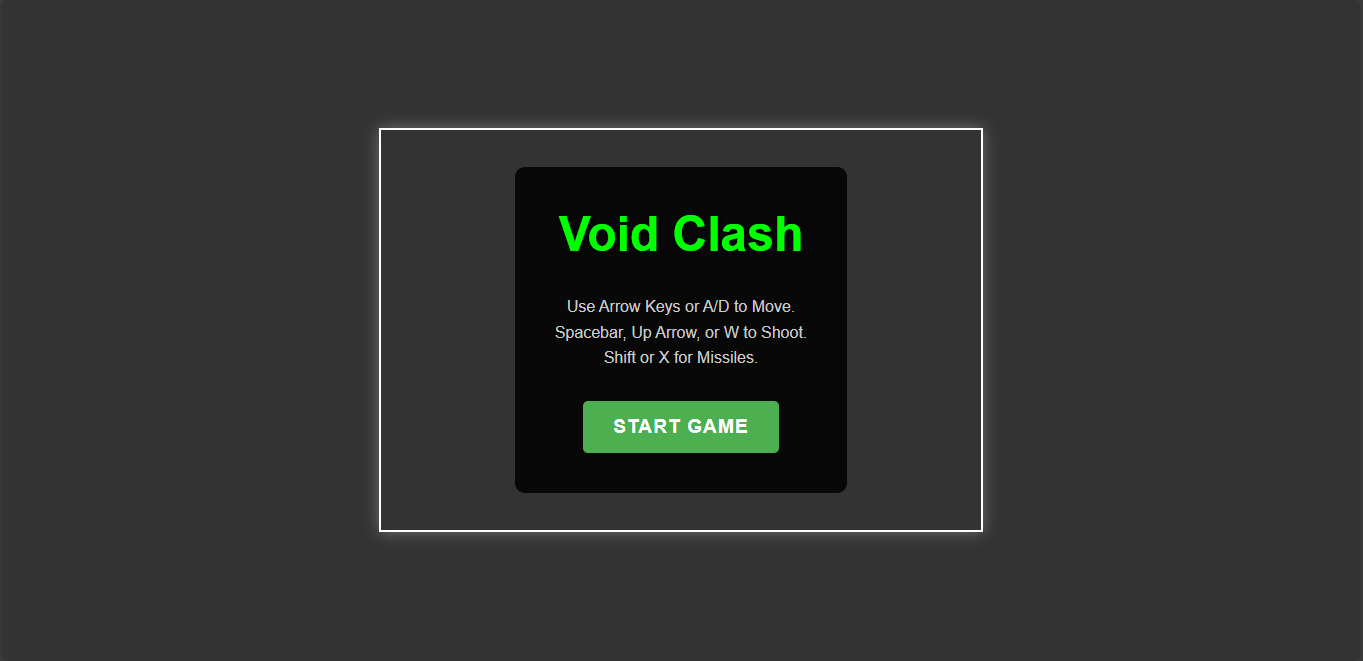 Void Clash
Use Arrow Keys or A/D to Move.
Spacebar, Up Arrow, or W to Shoot.
Shift or X for Missiles.
START GAME